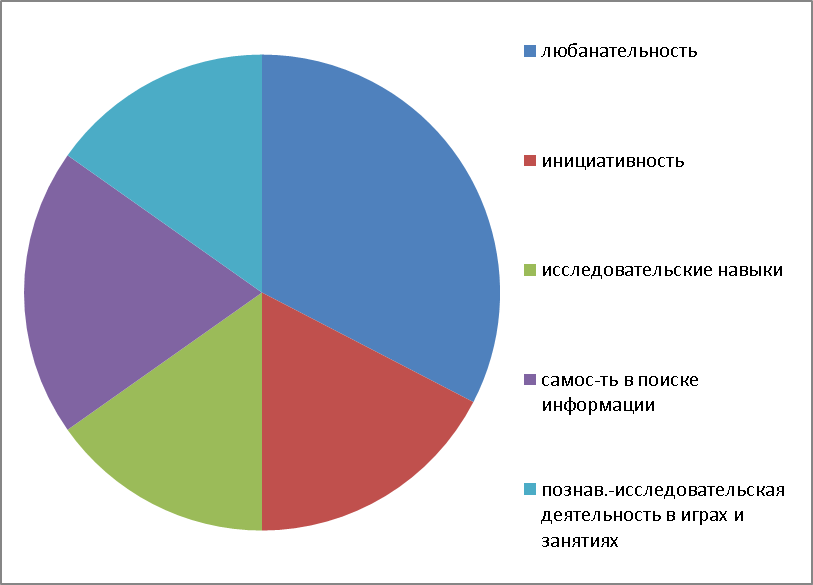 любанательность
инициативность
исследовательские навыки
самос-ть в поиске
информации
познав.-исследовательская
деятельность в играх и
занятиях